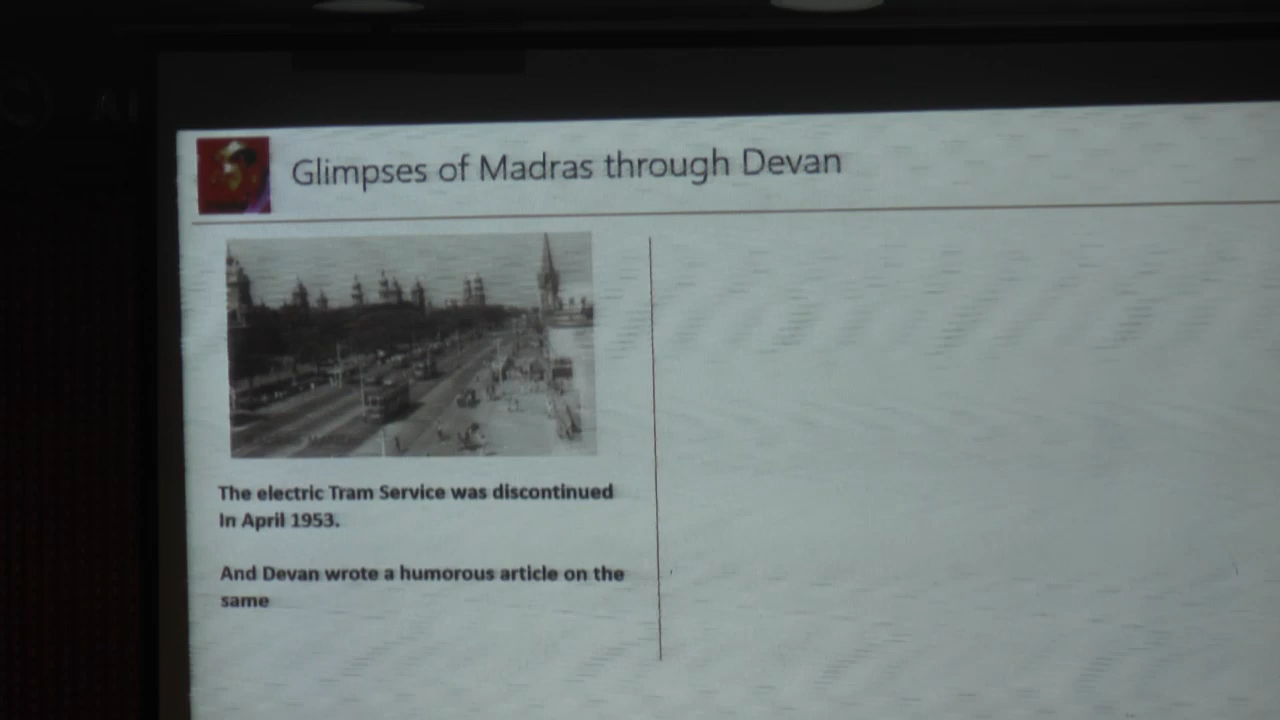 Glimpses of Madras through Devan
The electric Tram Service was discontinued
In April 1953.
And Devan wrote a humorous article on the
same